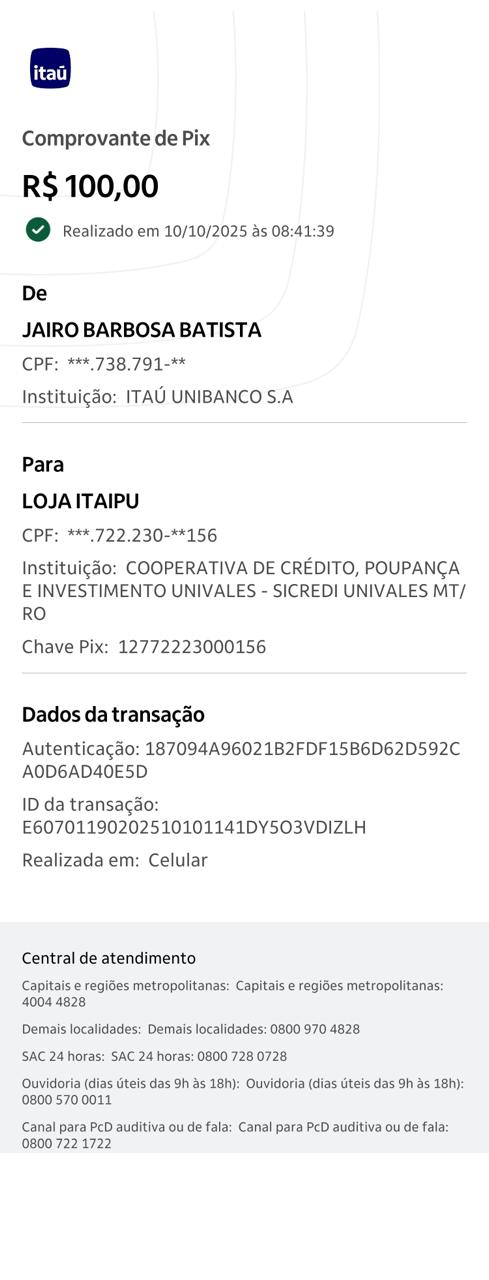 itaú
Comprovante de Pix
R$ 100,00
Realizado em 10/10/2025 às 08:41:39
De
JAIRO BARBOSA BATISTA
CPF: ***.738.791-**
Instituição: ITAÚ UNIBANCO S.A
Para
LOJA ITAIPU
CPF: ***.722.230-**156
Instituição: COOPERATIVA DE CRÉDITO, POUPANÇA
E INVESTIMENTO UNIVALES - SICREDI UNIVALES MT/
RO
Chave Pix: 12772223000156
Dados da transação
Autenticação: 187094A96021B2FDF15B6D62D592C
A0D6AD40E5D
ID da transação:
E60701190202510101141DY5O3VDIZLH
Realizada em: Celular
Central de atendimento
Capitais e regiões metropolitanas: Capitais e regiões metropolitanas:
4004 4828
Demais localidades: Demais localidades: 0800 970 4828
SAC 24 horas: SAC 24 horas: 0800 728 0728
Ouvidoria (dias úteis das 9h às 18h): Ouvidoria (dias úteis das 9h às 18h):
0800 570 0011
Canal para PcD auditiva ou de fala: Canal para PcD auditiva ou de fala:
0800 722 1722